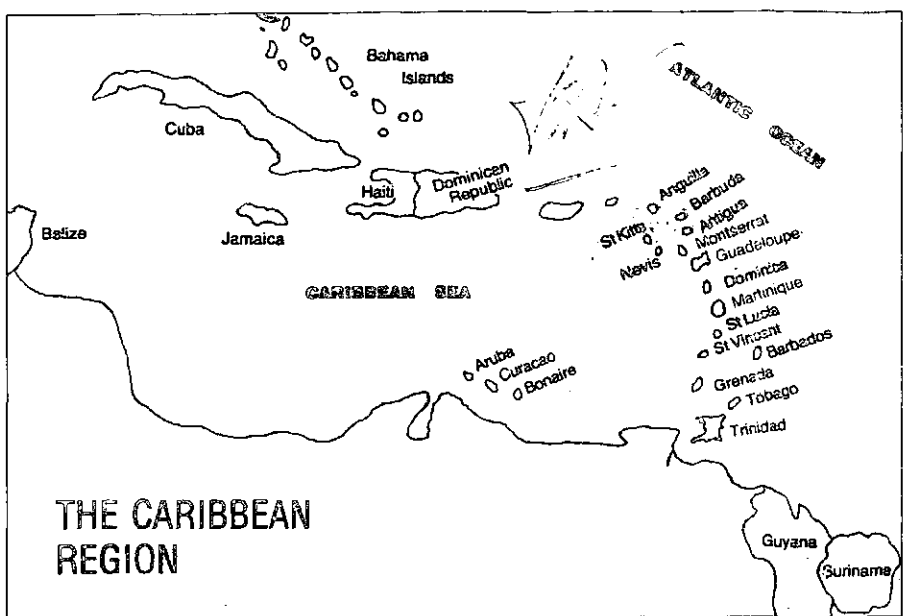 Bahama
Islands
ATLANTIC OCEAN
Cuba
Haiti
Dominican
Republic
Anguilla
Barbuda
St Kitts
Antigua
Montserrat
Nevis
Guadeloupe
Belize
Jamaica
CARIBBEAN SEA
Dominica
Martinique
St Lucia
St Vincent
Barbados
Aruba
Curacao
Bonaire
Grenada
Tobago
Trinidad
THE CARIBBEAN
REGION
Guyana
Suriname